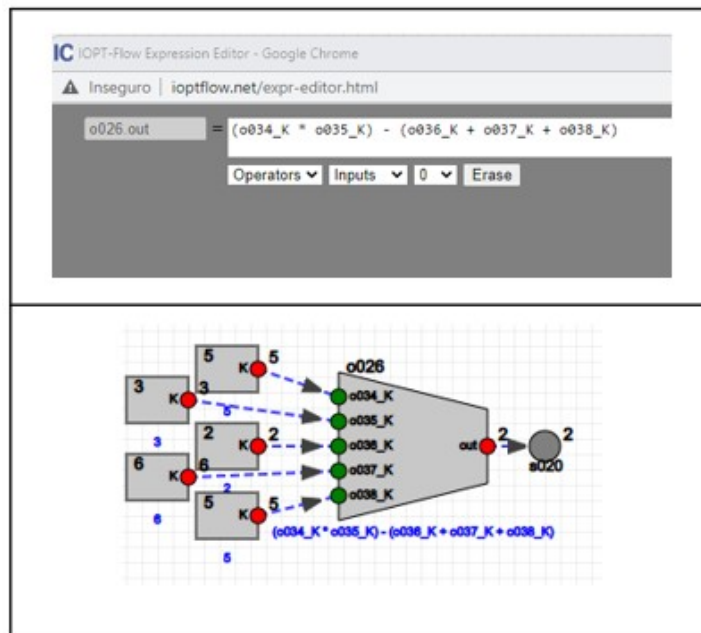 IC IOPT-Flow Expression Editor - Google Chrome
Inseguro | ioptflow.net/expr-editor.html
o026.out = (o034_K * o035_K) - (o036_K + o037_K + o038_K)
Operators Inputs 0 Erase
5 K 5
5
3 K 3
3
2 K 2
2
6 K 6
6
5 K 5
5
o026
o034_K
o035_K
o036_K
o037_K
o038_K
out 2
2
s020
(o034_K * o035_K) - (o036_K + o037_K + o038_K)